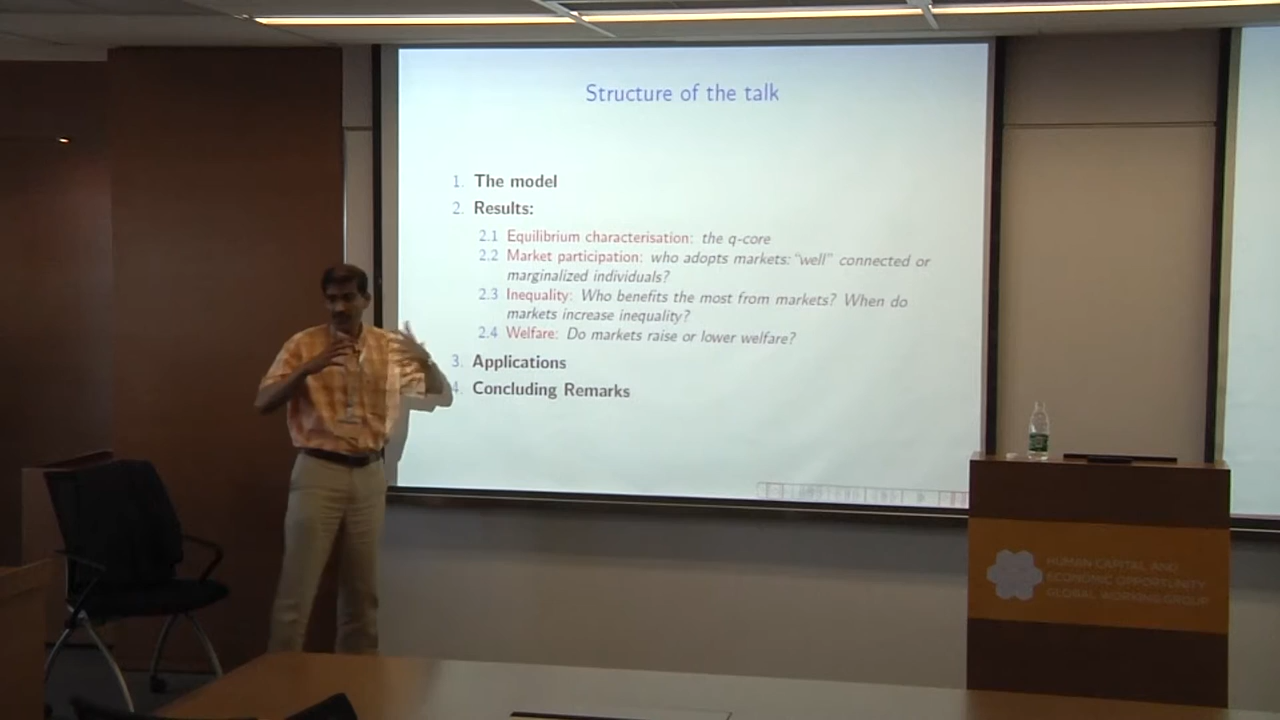 Structure of the talk
1. The model
2. Results:
2.1 Equilibrium characterisation: the q-core
2.2 Market participation: who adopts markets: "well" connected or
marginalized individuals?
2.3 Inequality: Who benefits the most from markets? When do
markets increase inequality?
2.4 Welfare: Do markets raise or lower welfare?
3. Applications
4. Concluding Remarks
HUMAN CAPITAL AND
ECONOMIC OPPORTUNITY
GLOBAL WORKING GROUP